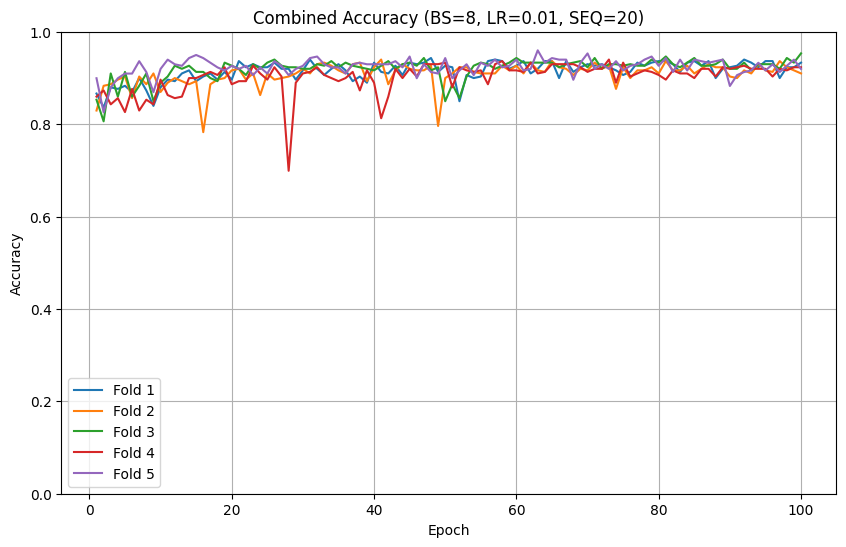 Combined Accuracy (BS=8, LR=0.01, SEQ=20)
1.0
0.8
0.6
0.4
0.2
0.0
Accuracy
Fold 1
Fold 2
Fold 3
Fold 4
Fold 5
0 20 40 60 80 100
Epoch